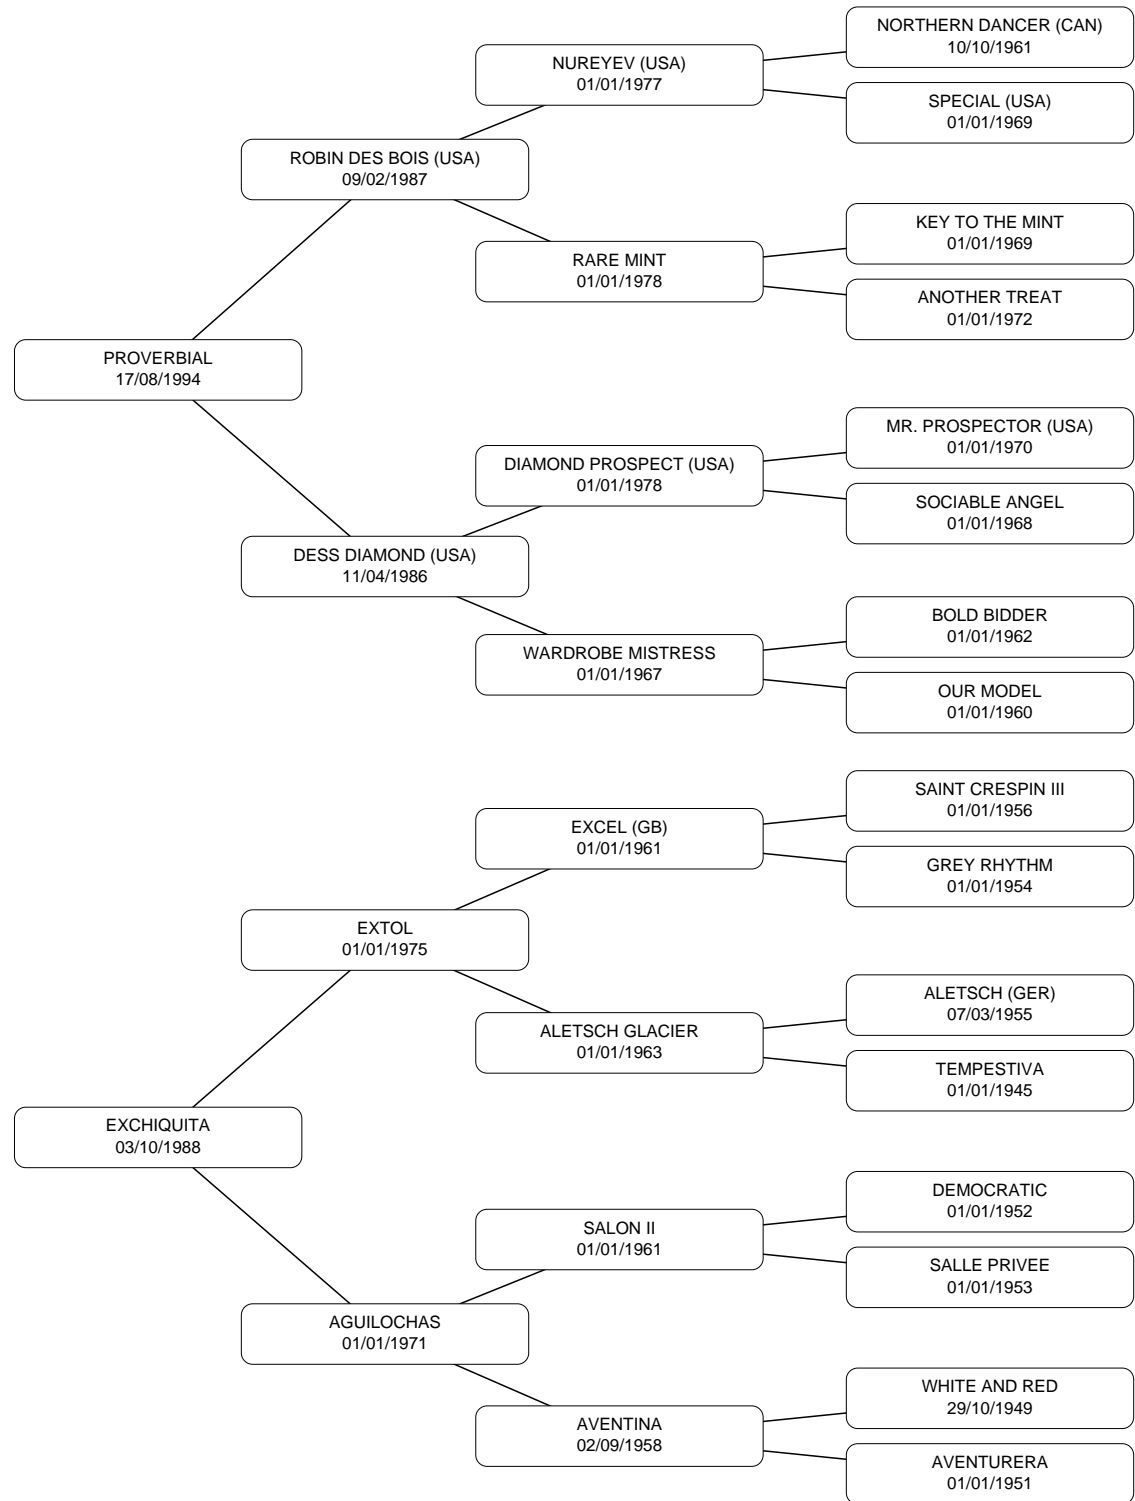 NORTHERN DANCER (CAN)
10/10/1961
NUREYEV (USA)
01/01/1977
SPECIAL (USA)
01/01/1969
ROBIN DES BOIS (USA)
09/02/1987
KEY TO THE MINT
01/01/1969
RARE MINT
01/01/1978
ANOTHER TREAT
01/01/1972
PROVERBIAL
17/08/1994
MR. PROSPECTOR (USA)
01/01/1970
DIAMOND PROSPECT (USA)
01/01/1978
SOCIABLE ANGEL
01/01/1968
DESS DIAMOND (USA)
11/04/1986
BOLD BIDDER
01/01/1962
WARDROBE MISTRESS
01/01/1967
OUR MODEL
01/01/1960
SAINT CRESPIN III
01/01/1956
EXCEL (GB)
01/01/1961
GREY RHYTHM
01/01/1954
EXTOL
01/01/1975
ALETSCH (GER)
07/03/1955
ALETSCH GLACIER
01/01/1963
TEMPESTIVA
01/01/1945
EXCHIQUITA
03/10/1988
DEMOCRATIC
01/01/1952
SALON II
01/01/1961
SALLE PRIVEE
01/01/1953
AGUILOCHAS
01/01/1971
WHITE AND RED
29/10/1949
AVENTINA
02/09/1958
AVENTURERA
01/01/1951